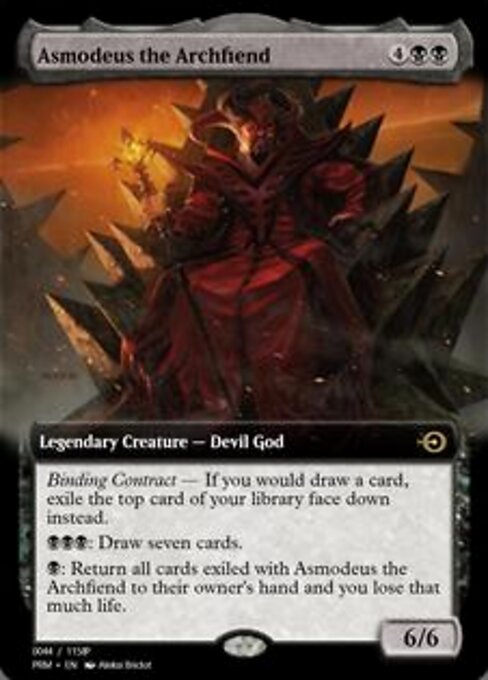 Asmodeus the Archfiend 4
Legendary Creature — Devil God
Binding Contract — If you would draw a card,
exile the top card of your library face down
instead.
: Draw seven cards.
: Return all cards exiled with Asmodeus the
Archfiend to their owner's hand and you lose that
much life.
6/6
PRM • EN Aleksi Briclot